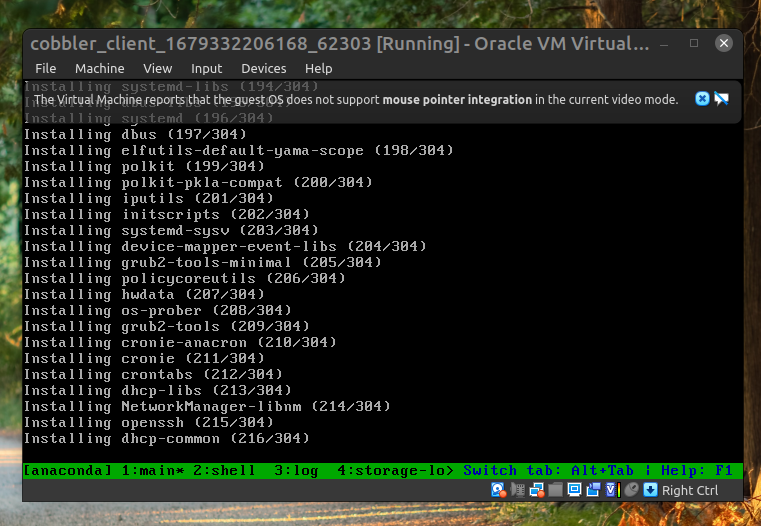 cobbler_client_1679332206168_62303 [Running] - Oracle VM Virtual...
File Machine View Input Devices Help
Installing systemd-libs (194/304)
The Virtual Machine reports that the guest OS does not support mouse pointer integration in the current video mode.
Installing systemd (196/304)
Installing dbus (197/304)
Installing elfutils-default-yama-scope (198/304)
Installing polkit (199/304)
Installing polkit-pkla-compat (200/304)
Installing iputils (201/304)
Installing initscripts (202/304)
Installing systemd-sysv (203/304)
Installing device-mapper-event-libs (204/304)
Installing grub2-tools-minimal (205/304)
Installing policycoreutils (206/304)
Installing hwdata (207/304)
Installing os-prober (208/304)
Installing grub2-tools (209/304)
Installing cronie-anacron (210/304)
Installing cronie (211/304)
Installing crontabs (212/304)
Installing dhcp-libs (213/304)
Installing NetworkManager-libnm (214/304)
Installing openssh (215/304)
Installing dhcp-common (216/304)
[anaconda] 1:main* 2:shell 3:log 4:storage-lo> Switch tab: Alt+Tab | Help: F1
Right Ctrl